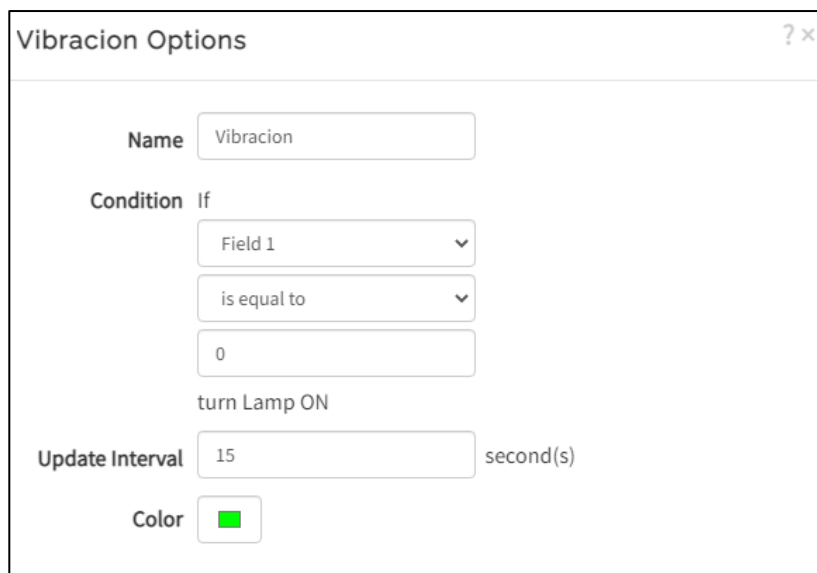 Vibracion Options ? ×
Name Vibracion
Condition If
Field 1
is equal to
0
turn Lamp ON
Update Interval 15 second(s)
Color